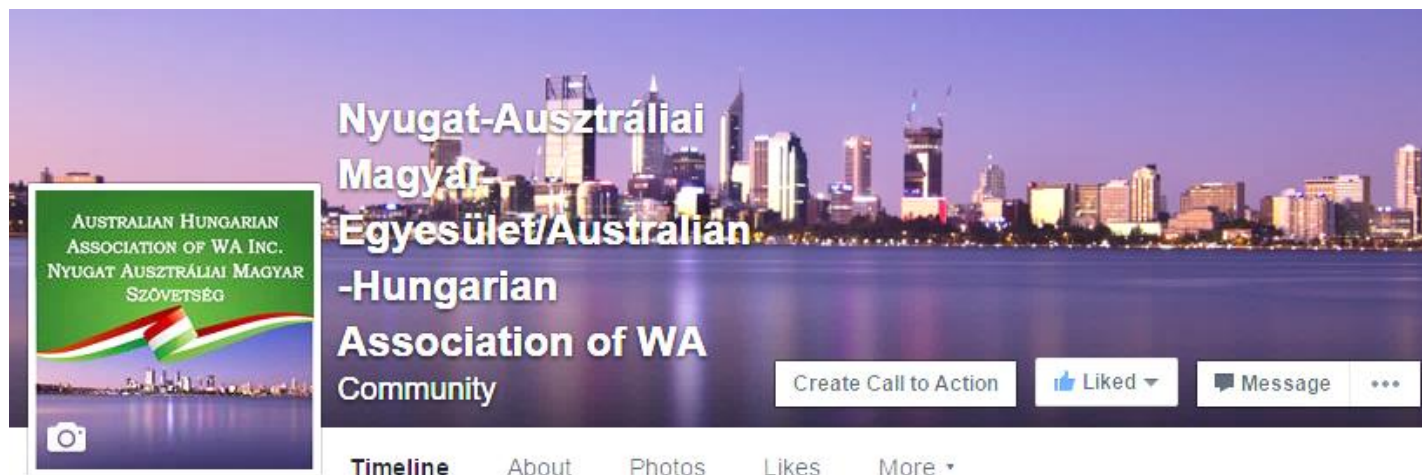 AUSTRALIAN HUNGARIAN
ASSOCIATION OF WA INC.
NYUGAT AUSZTRÁLIAI MAGYAR
SZÖVETSÉG
Nyugat-Ausztráliai
Magyar
Egyesület/Australian
-Hungarian
Association of WA
Community
Create Call to Action
Liked
Message
Timeline
About
Photos
Likes
More